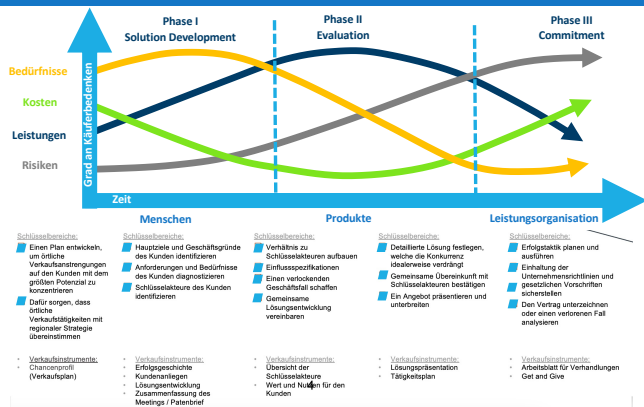 Phase I
Solution Development
Phase II
Evaluation
Phase III
Commitment
Bedürfnisse
Kosten
Leistungen
Risiken
Grad an Käuferbedenken
Zeit
Menschen
Produkte
Leistungsorganisation
Schlüsselbereiche:
Einen Plan entwickeln,
um örtliche
Verkaufsanstrengungen
auf den Kunden mit dem
größten Potenzial zu
konzentrieren
Dafür sorgen, dass
örtliche
Verkaufstätigkeiten mit
regionaler Strategie
übereinstimmen
Schlüsselbereiche:
Hauptziele und Geschäftsgründe
des Kunden identifizieren
Anforderungen und Bedürfnisse
des Kunden diagnostizieren
Schlüsselakteure des Kunden
identifizieren
Schlüsselbereiche:
Verhältnis zu
Schlüsselakteuren aufbauen
Einflussspezifikationen
Einen verlockenden
Geschäftsfall schaffen
Gemeinsame
Lösungsentwicklung
vereinbaren
Schlüsselbereiche:
Detaillierte Lösung festlegen,
welche die Konkurrenz
idealerweise verdrängt
Gemeinsame Übereinkunft mit
Schlüsselakteuren bestätigen
Ein Angebot präsentieren und
unterbreiten
Schlüsselbereiche:
Erfolgstaktik planen und
ausführen
Einhaltung der
Unternehmensrichtlinien und
gesetzlichen Vorschriften
sicherstellen
Den Vertrag unterzeichnen
oder einen verlorenen Fall
analysieren
Verkaufsinstrumente:
• Chancenprofil
(Verkaufsplan)
Verkaufsinstrumente:
• Erfolgsgeschichte
• Kundenanliegen
• Lösungsentwicklung
• Zusammenfassung des
Meetings / Patenbrief
Verkaufsinstrumente:
• Übersicht der
Schlüsselakteure
• Wert und Nutzen für den
Kunden
4
Verkaufsinstrumente:
• Lösungspräsentation
• Tätigkeitsplan
Verkaufsinstrumente:
• Arbeitsblatt für Verhandlungen
• Get and Give